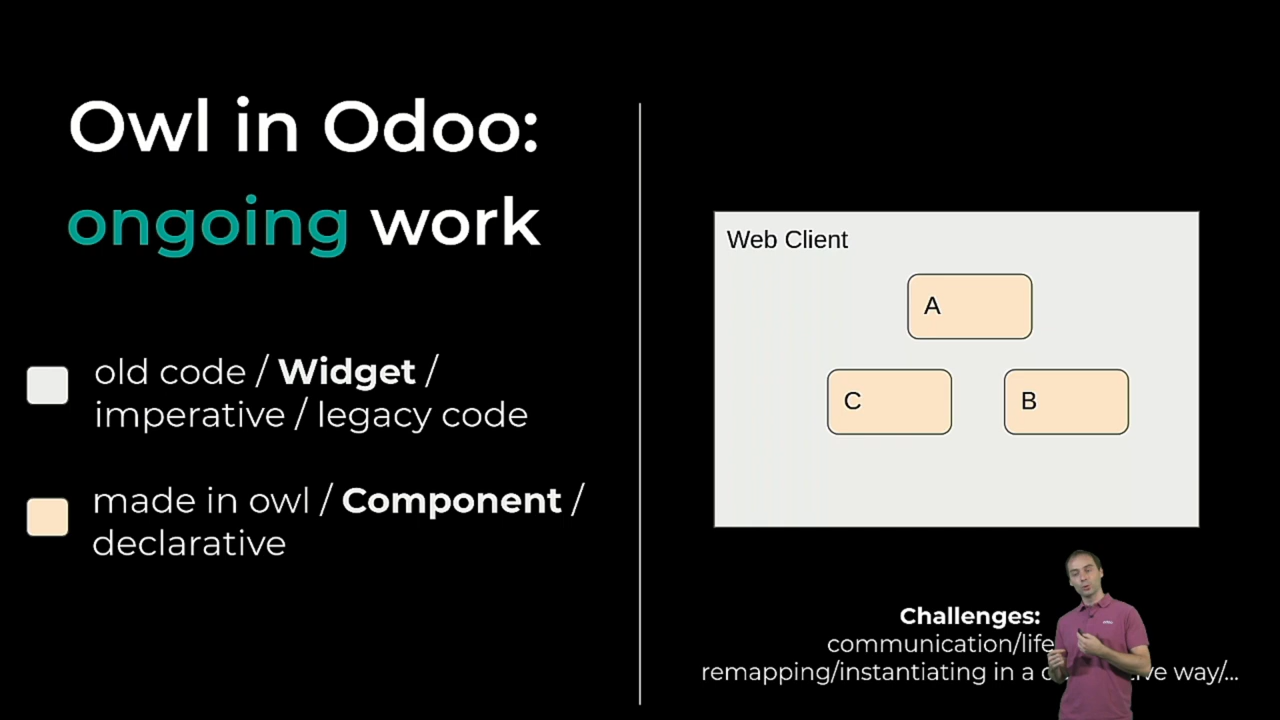 Owl in Odoo:
ongoing work
old code / Widget /
imperative / legacy code
made in owl / Component /
declarative
Web Client
A
C
B
Challenges:
communication/life
remapping/instantiating in a way/...